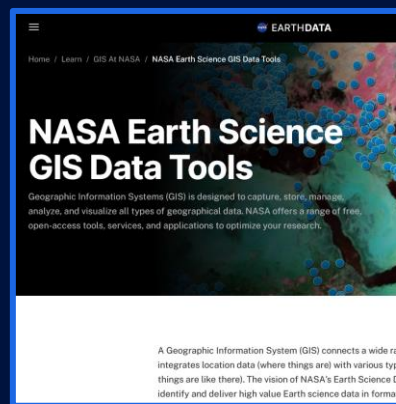 EARTHDATA
Home / Learn / GIS At NASA / NASA Earth Science GIS Data Tools
NASA Earth Science
GIS Data Tools
Geographic Information Systems (GIS) is designed to capture, store, manage,
analyze, and visualize all types of geographical data. NASA offers a range of free,
open-access tools, services, and applications to optimize your research.
A Geographic Information System (GIS) connects a wide
integrates location data (where things are) with various
things are like there). The vision of NASA's Earth Science
identify and deliver high value Earth science data in